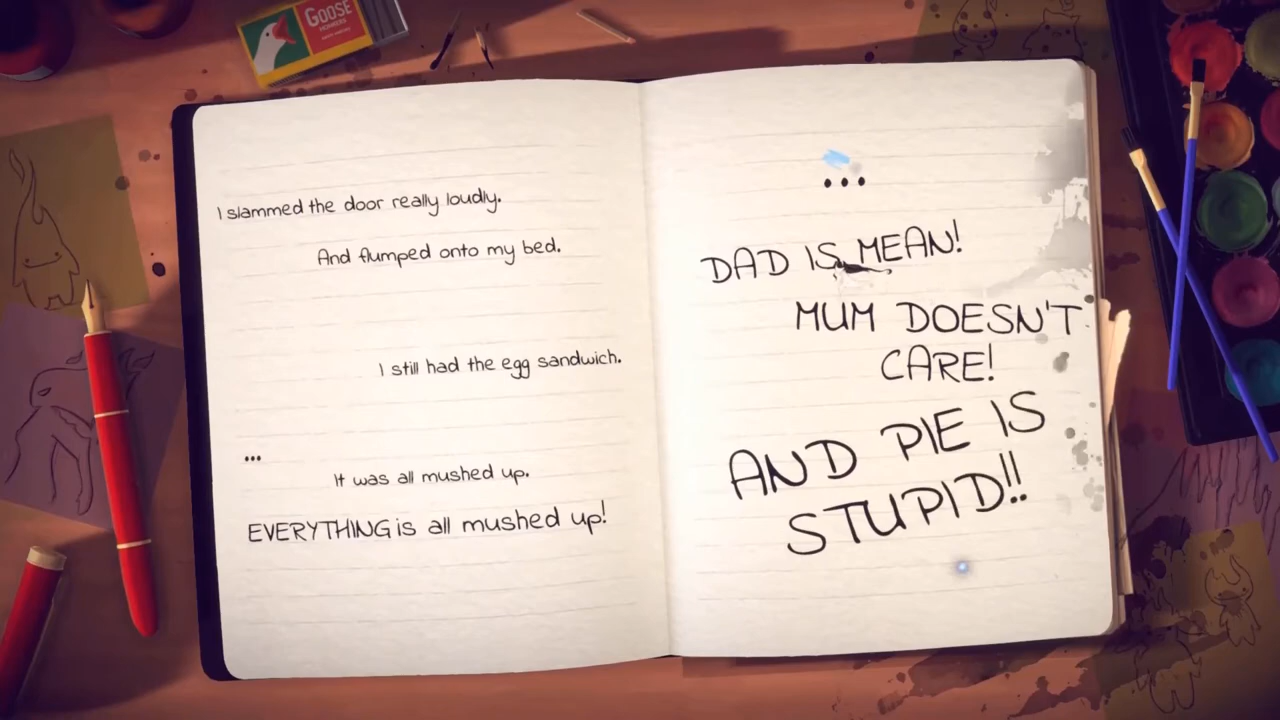 GOOSE
I slammed the door really loudly.
And flumped onto my bed.
I still had the egg sandwich.
...
It was all mushed up.
EVERYTHING is all mushed up!
...
DAD IS MEAN!
MUM DOESN'T
CARE!
AND PIE IS
STUPID!!